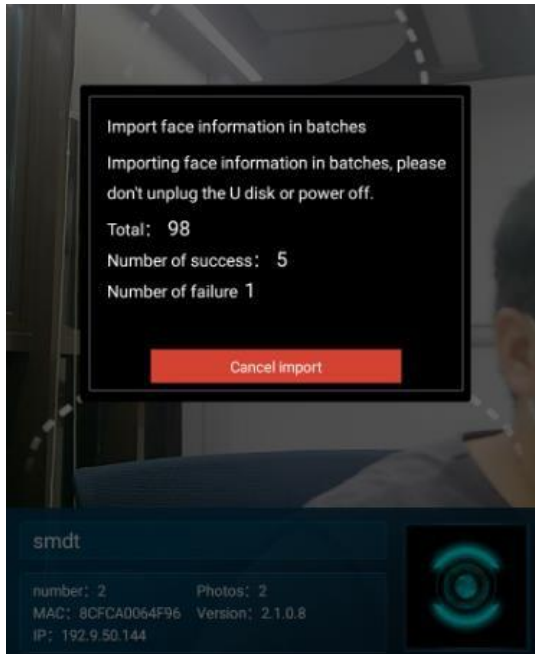 Import face information in batches
Importing face information in batches, please
don't unplug the U disk or power off.
Total： 98
Number of success： 5
Number of failure 1
Cancel import
smdt
number：2 Photos：2
MAC：8CFCA0064F96 Version：2.1.0.8
IP：192.9.50.144